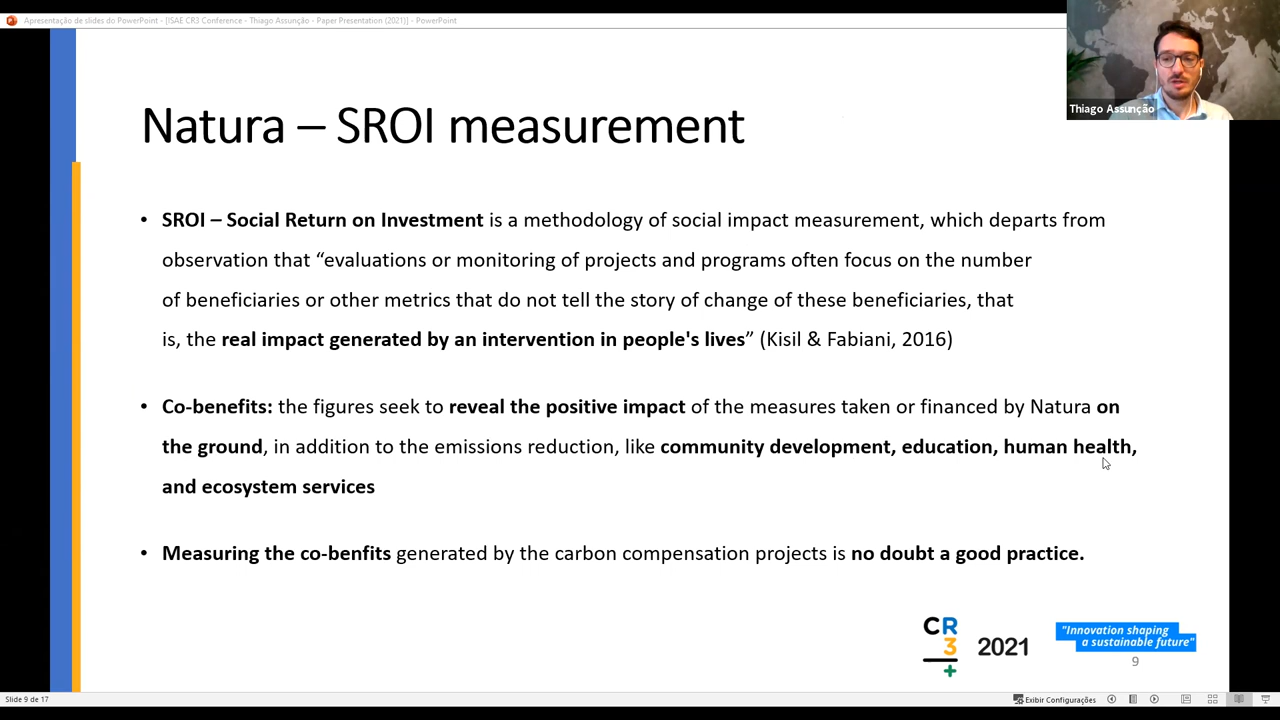 Apresentação de slides do PowerPoint - [ISAE CR3 Conference - Thiago Assunção - Paper Presentation (2021)] - PowerPoint
Thiago Assunção
Natura – SROI measurement
• SROI – Social Return on Investment is a methodology of social impact measurement, which departs from
observation that “evaluations or monitoring of projects and programs often focus on the number
of beneficiaries or other metrics that do not tell the story of change of these beneficiaries, that
is, the real impact generated by an intervention in people's lives” (Kisil & Fabiani, 2016)
• Co-benefits: the figures seek to reveal the positive impact of the measures taken or financed by Natura on
the ground, in addition to the emissions reduction, like community development, education, human health,
and ecosystem services
• Measuring the co-benfits generated by the carbon compensation projects is no doubt a good practice.
CR
3
+
2021
"Innovation shaping
a sustainable future"
9
Slide 9 de 17
Exibir Configurações